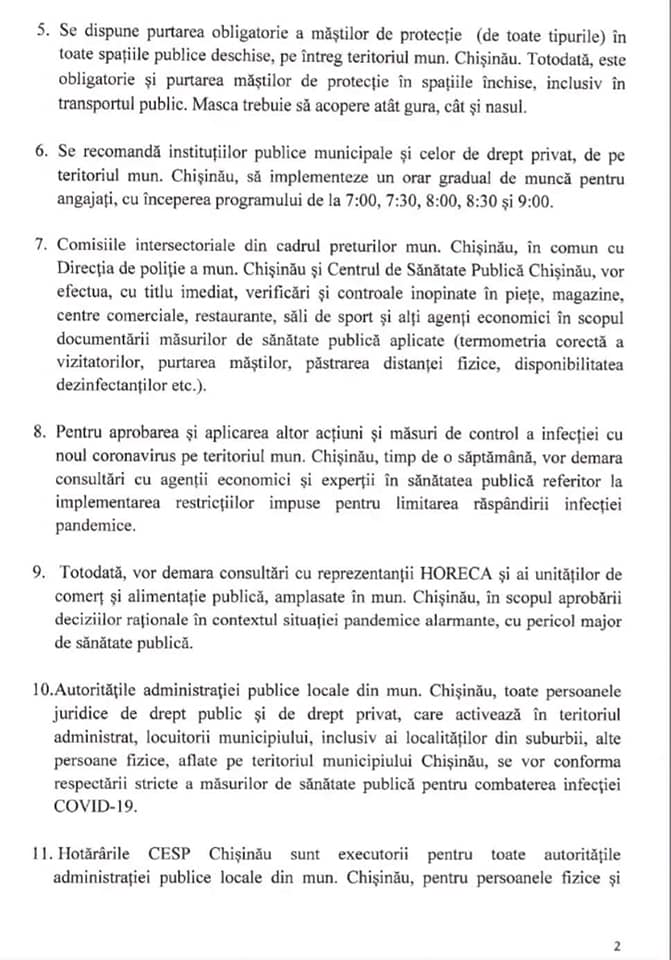 5. Se dispune purtarea obligatorie a măștilor de protecție (de toate tipurile) în
toate spațiile publice deschise, pe întreg teritoriul mun. Chișinău. Totodată, este
obligatorie și purtarea măștilor de protecție în spațiile închise, inclusiv în
transportul public. Masca trebuie să acopere atât gura, cât și nasul.
6. Se recomandă instituțiilor publice municipale și celor de drept privat, de pe
teritoriul mun. Chișinău, să implementeze un orar gradual de muncă pentru
angajați, cu începerea programului de la 7:00, 7:30, 8:00, 8:30 și 9:00.
7. Comisiile intersectoriale din cadrul preturilor mun. Chișinău, în comun cu
Direcția de poliție a mun. Chișinău și Centrul de Sănătate Publică Chișinău, vor
efectua, cu titlu imediat, verificări și controale inopinate în piețe, magazine,
centre comerciale, restaurante, săli de sport și alți agenți economici în scopul
documentării măsurilor de sănătate publică aplicate (termometria corectă a
vizitatorilor, purtarea măștilor, păstrarea distanței fizice, disponibilitatea
dezinfectanților etc.).
8. Pentru aprobarea și aplicarea altor acțiuni și măsuri de control a infecției cu
noul coronavirus pe teritoriul mun. Chișinău, timp de o săptămână, vor demara
consultări cu agenții economici și experții în sănătatea publică referitor la
implementarea restricțiilor impuse pentru limitarea răspândirii infecției
pandemice.
9. Totodată, vor demara consultări cu reprezentanții HORECA și ai unităților de
comerț și alimentație publică, amplasate în mun. Chișinău, în scopul aprobării
deciziilor raționale în contextul situației pandemice alarmante, cu pericol major
de sănătate publică.
10.Autoritățile administrației publice locale din mun. Chișinău, toate persoanele
juridice de drept public și de drept privat, care activează în teritoriul
administrat, locuitorii municipiului, inclusiv ai localităților din suburbii, alte
persoane fizice, aflate pe teritoriul municipiului Chișinău, se vor conforma
respectării stricte a măsurilor de sănătate publică pentru combaterea infecției
COVID-19.
11. Hotărârile CESP Chișinău sunt executorii pentru toate autoritățile
administrației publice locale din mun. Chișinău, pentru persoanele fizice și
2